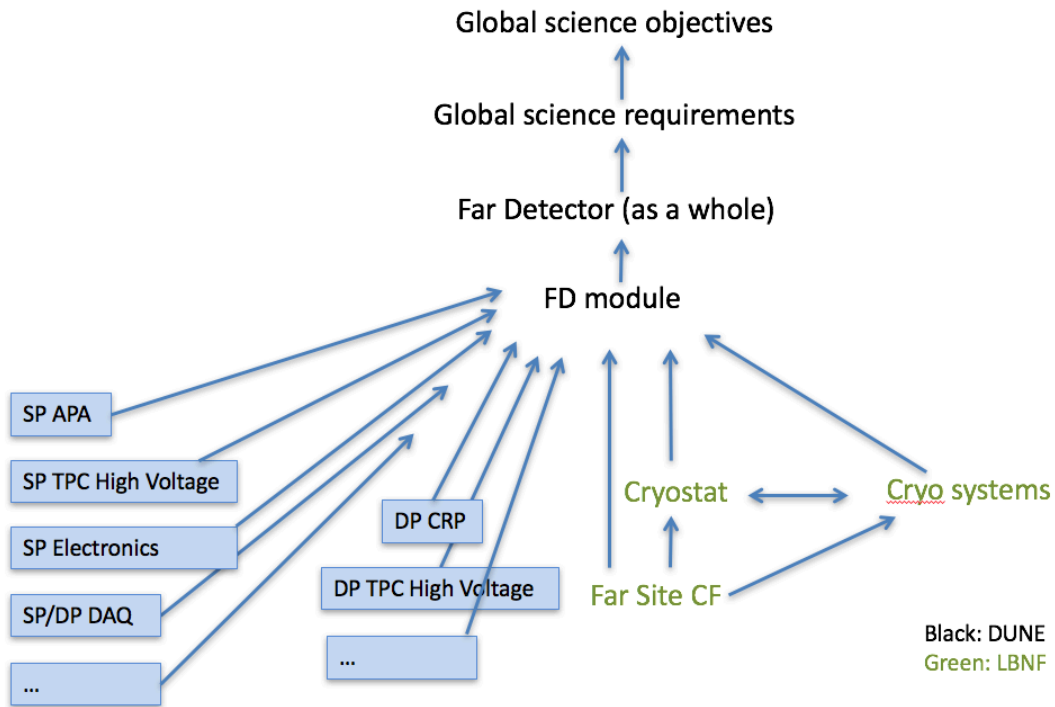 Global science objectives
Global science requirements
Far Detector (as a whole)
FD module
SP APA
SP TPC High Voltage
SP Electronics
SP/DP DAQ
...
DP CRP
DP TPC High Voltage
...
Cryostat
Cryo systems
Far Site CF
Black: DUNE
Green: LBNF